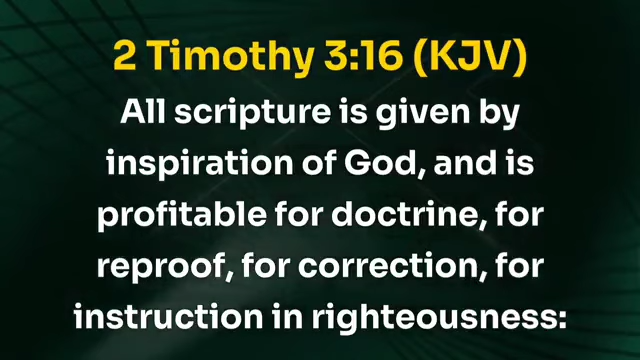 2 Timothy 3:16 (KJV)
All scripture is given by
inspiration of God, and is
profitable for doctrine, for
reproof, for correction, for
instruction in righteousness: